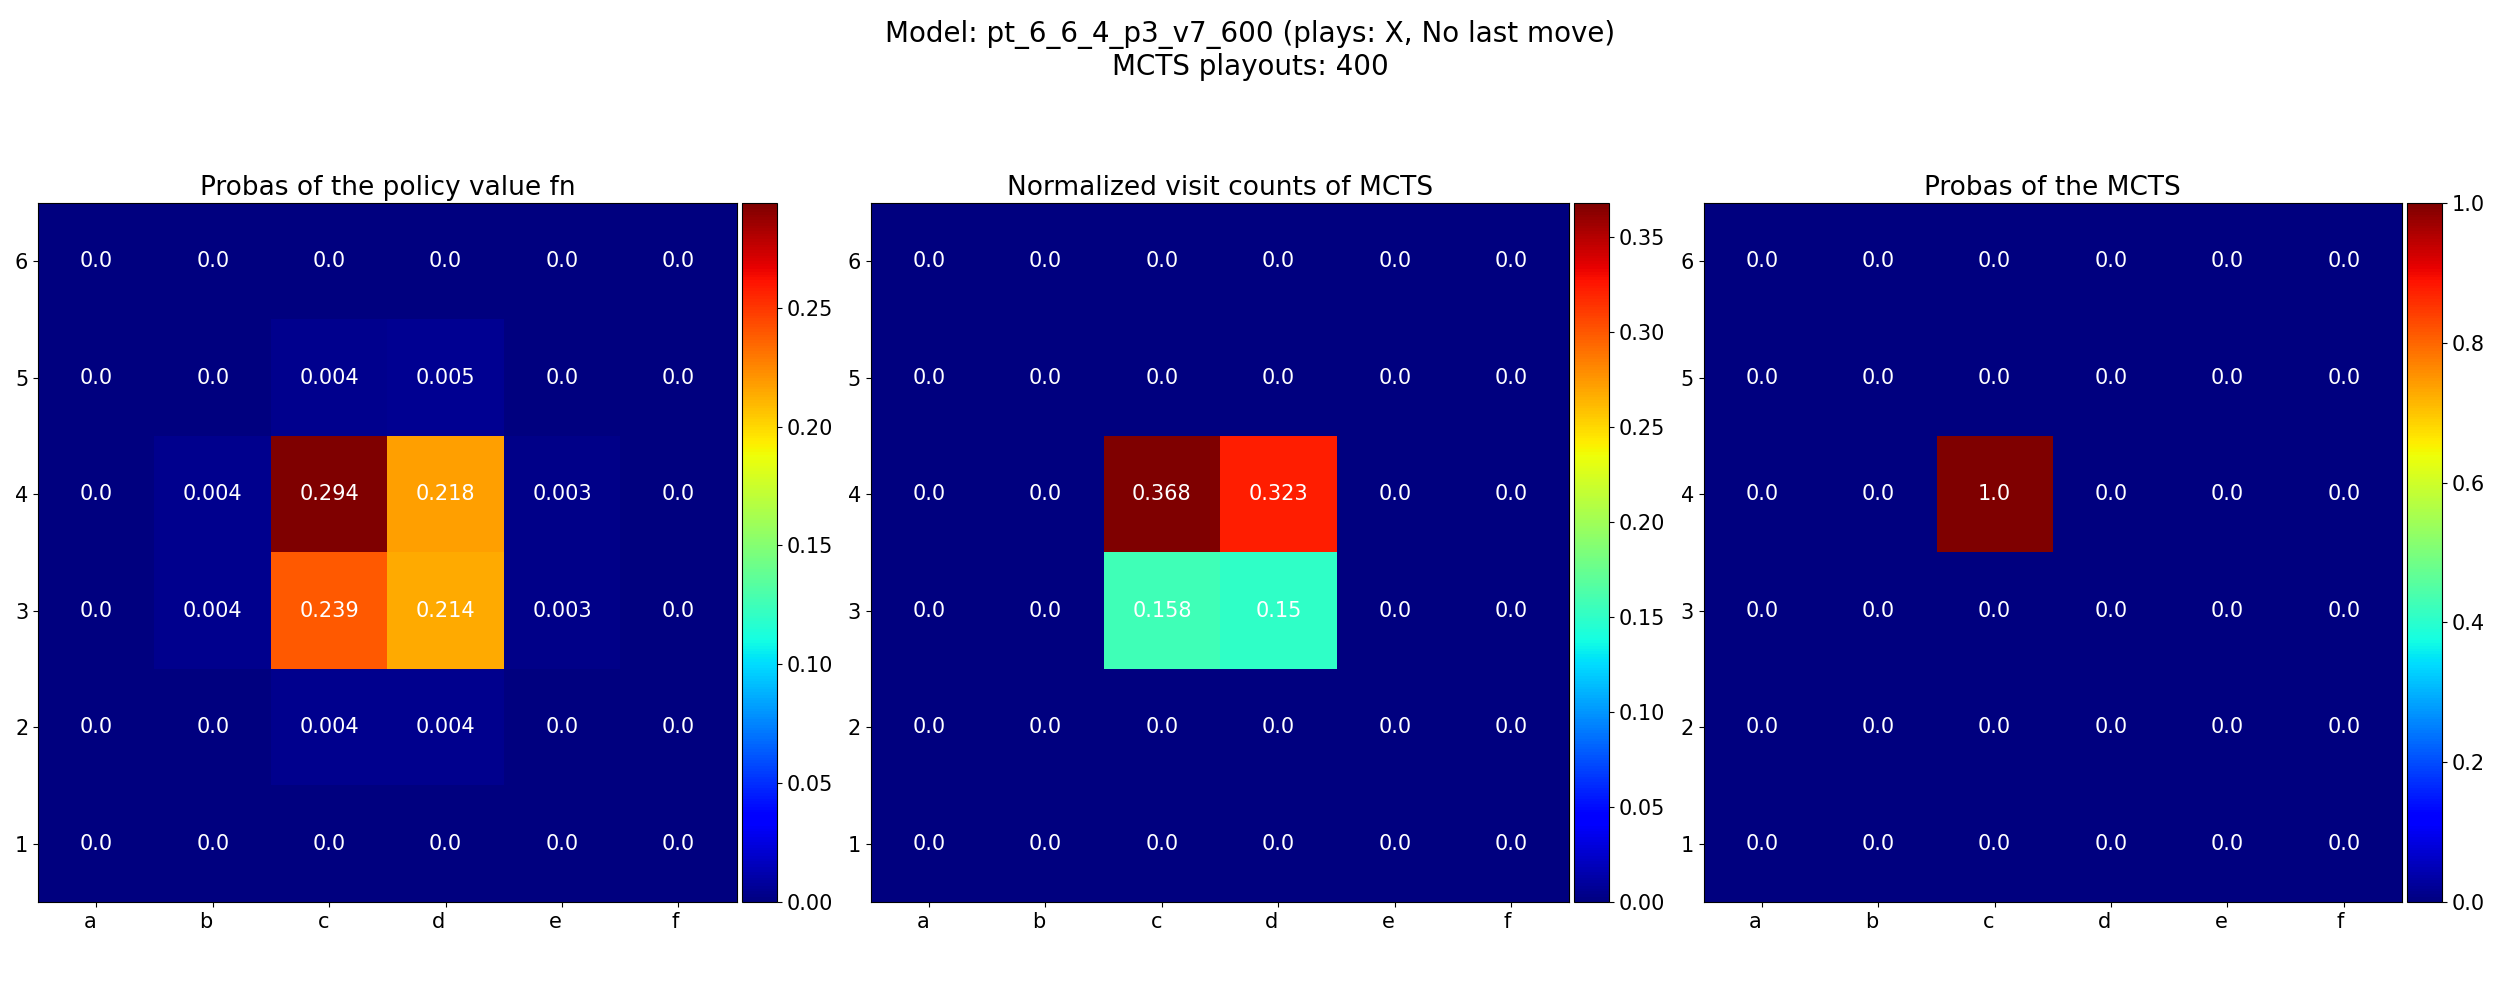 Model: pt_6_6_4_p3_v7_600 (plays: X, No last move)
MCTS playouts: 400
Probas of the policy value fn
6 0.0 0.0 0.0 0.0 0.0 0.0
5 0.0 0.0 0.004 0.005 0.0 0.0
4 0.0 0.004 0.294 0.218 0.003 0.0
3 0.0 0.004 0.239 0.214 0.003 0.0
2 0.0 0.0 0.004 0.004 0.0 0.0
1 0.0 0.0 0.0 0.0 0.0 0.0
a b c d e f
0.25
0.20
0.15
0.10
0.05
0.00
Normalized visit counts of MCTS
6 0.0 0.0 0.0 0.0 0.0 0.0
5 0.0 0.0 0.0 0.0 0.0 0.0
4 0.0 0.0 0.368 0.323 0.0 0.0
3 0.0 0.0 0.158 0.15 0.0 0.0
2 0.0 0.0 0.0 0.0 0.0 0.0
1 0.0 0.0 0.0 0.0 0.0 0.0
a b c d e f
0.35
0.30
0.25
0.20
0.15
0.10
0.05
0.00
Probas of the MCTS
6 0.0 0.0 0.0 0.0 0.0 0.0
5 0.0 0.0 0.0 0.0 0.0 0.0
4 0.0 0.0 1.0 0.0 0.0 0.0
3 0.0 0.0 0.0 0.0 0.0 0.0
2 0.0 0.0 0.0 0.0 0.0 0.0
1 0.0 0.0 0.0 0.0 0.0 0.0
a b c d e f
1.0
0.8
0.6
0.4
0.2
0.0